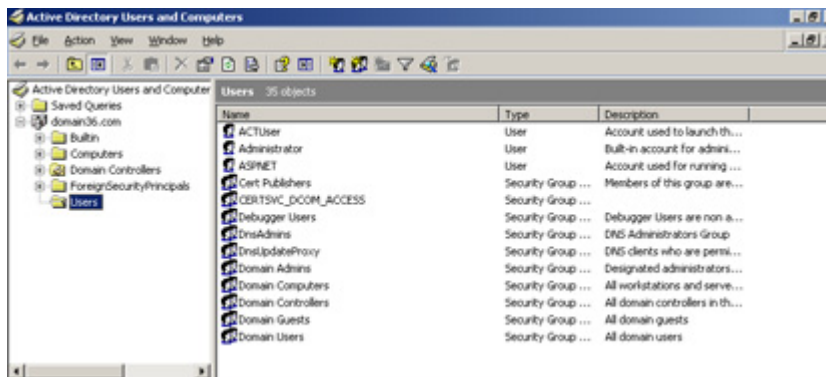 Active Directory Users and Computers
File Action View Window Help
Active Directory Users and Computer
Saved Queries
domain36.com
Builtin
Computers
Domain Controllers
ForeignSecurityPrincipals
Users
Users 35 objects
Name Type Description
ACTUser User Account used to launch th...
Administrator User Built-in account for admini...
ASPNET User Account used for running ...
Cert Publishers Security Group ... Members of this group are...
CERTSVC_DCOM_ACCESS Security Group ...
Debugger Users Security Group ... Debugger Users are non a...
DnsAdmins Security Group ... DNS Administrators Group
DnsUpdateProxy Security Group ... DNS clients who are permi...
Domain Admins Security Group ... Designated administrators...
Domain Computers Security Group ... All workstations and serve...
Domain Controllers Security Group ... All domain controllers in th...
Domain Guests Security Group ... All domain guests
Domain Users Security Group ... All domain users